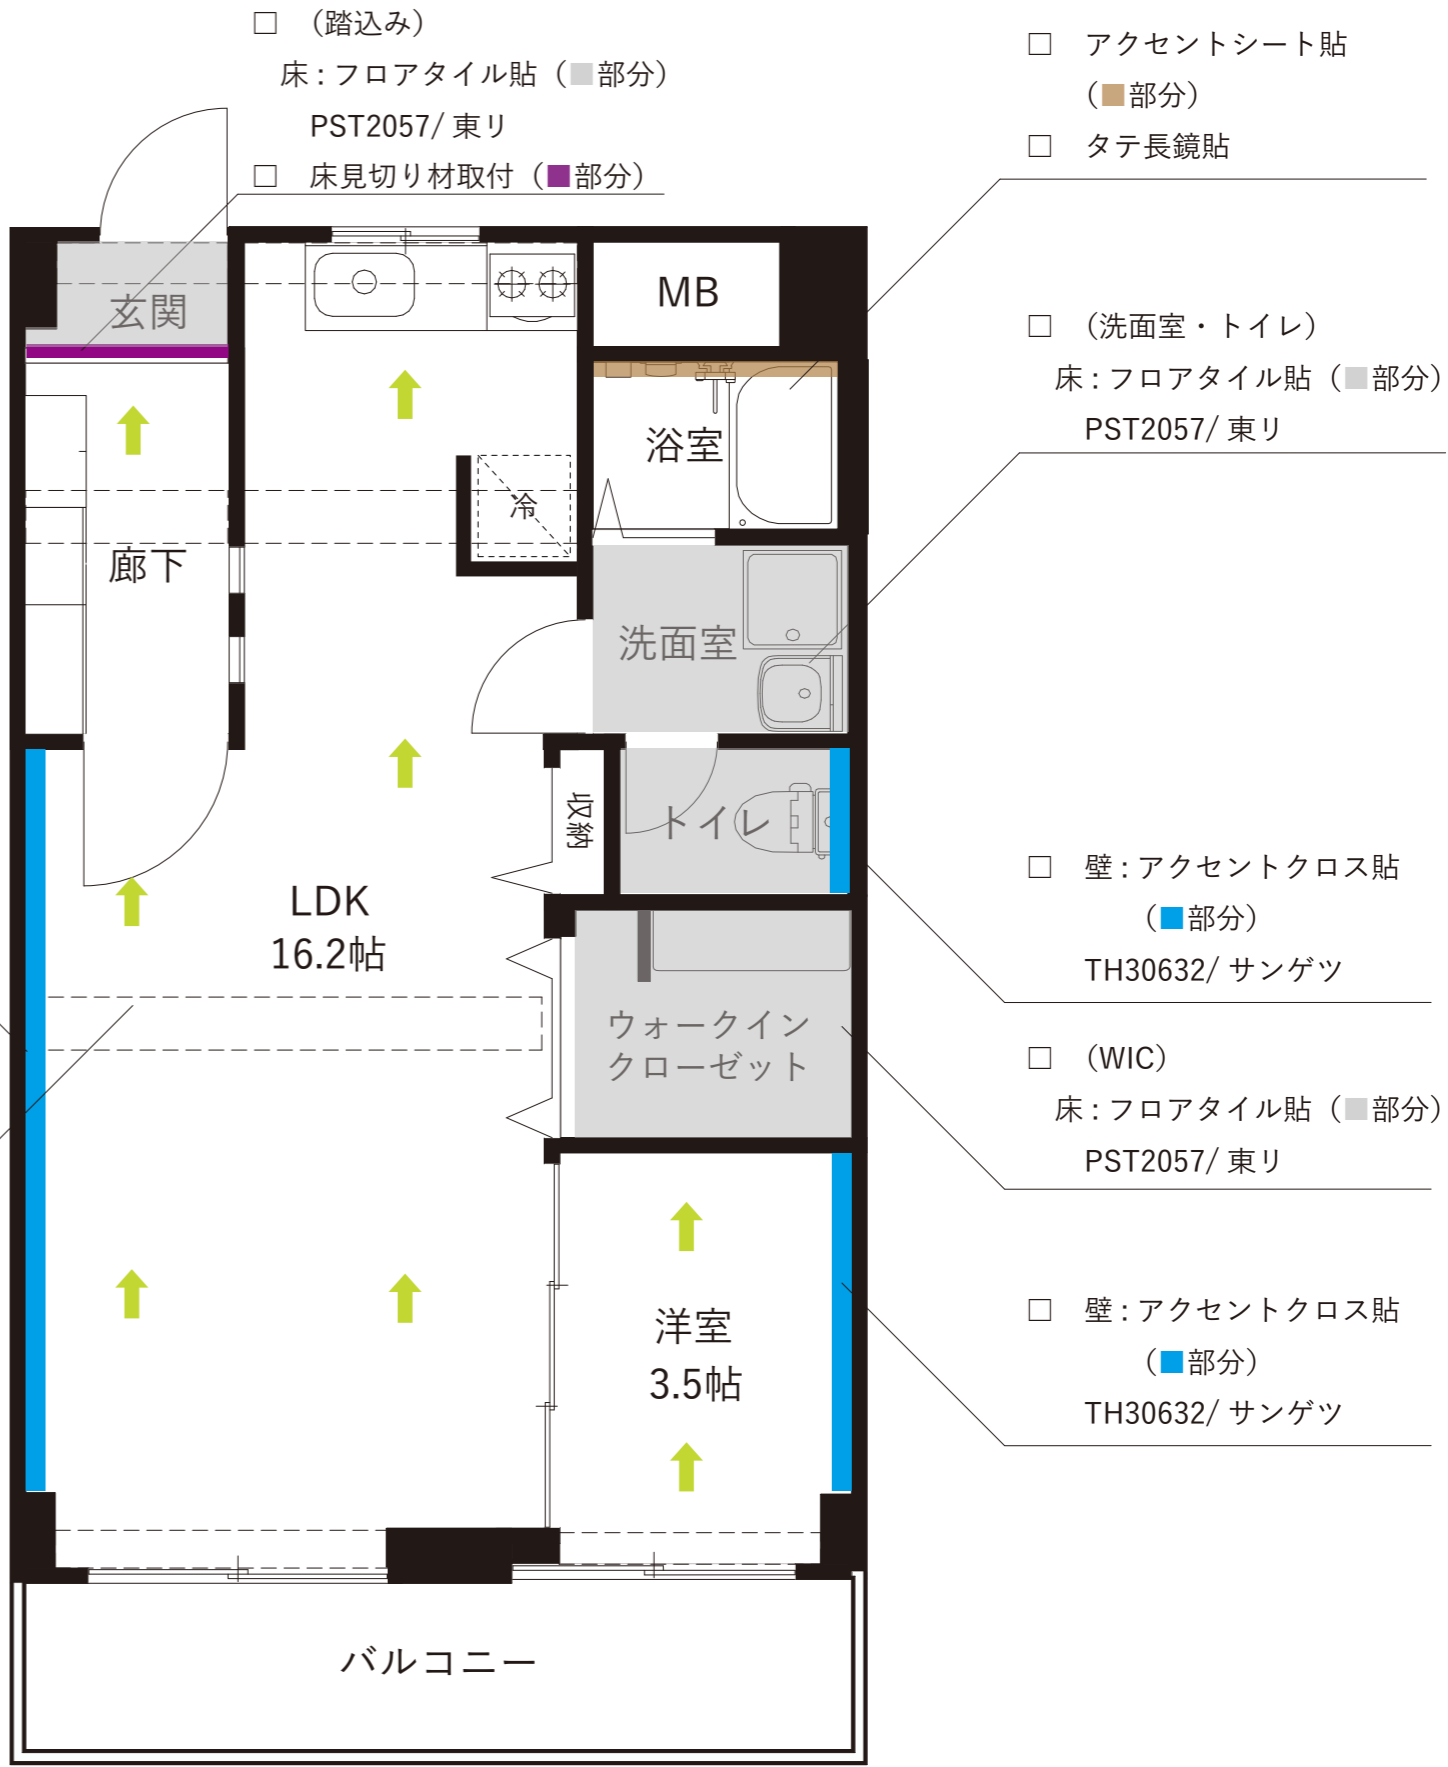 □ （踏込み）
床 : フロアタイル貼（■部分）
PST2057/ 東リ
□ 床見切り材取付（■部分）
□ アクセントシート貼
（■部分）
□ タテ長鏡貼
□ （洗面室・トイレ）
床 : フロアタイル貼（■部分）
PST2057/ 東リ
□ 壁 : アクセントクロス貼
（■部分）
TH30632/ サンゲツ
□ （WIC）
床 : フロアタイル貼（■部分）
PST2057/ 東リ
□ 壁 : アクセントクロス貼
（■部分）
TH30632/ サンゲツ
玄関
MB
浴室
冷
廊下
洗面室
収納
トイレ
LDK
16.2帖
ウォークイン
クローゼット
洋室
3.5帖
バルコニー